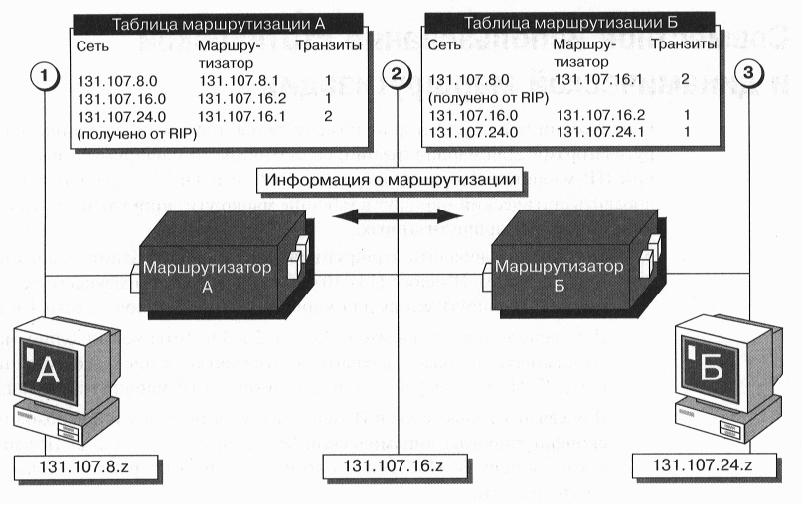 Таблица маршрутизации А
Сеть Маршру- Транзиты
тизатор
131.107.8.0 131.107.8.1 1
131.107.16.0 131.107.16.2 1
131.107.24.0 131.107.16.1 2
(получено от RIP)
Таблица маршрутизации Б
Сеть Маршру- Транзиты
тизатор
131.107.8.0 131.107.16.1 2
(получено от RIP)
131.107.16.0 131.107.16.2 1
131.107.24.0 131.107.24.1 1
1
2
3
Информация о маршрутизации
Маршрутизатор
А
Маршрутизатор
Б
А
Б
131.107.8.z
131.107.16.z
131.107.24.z